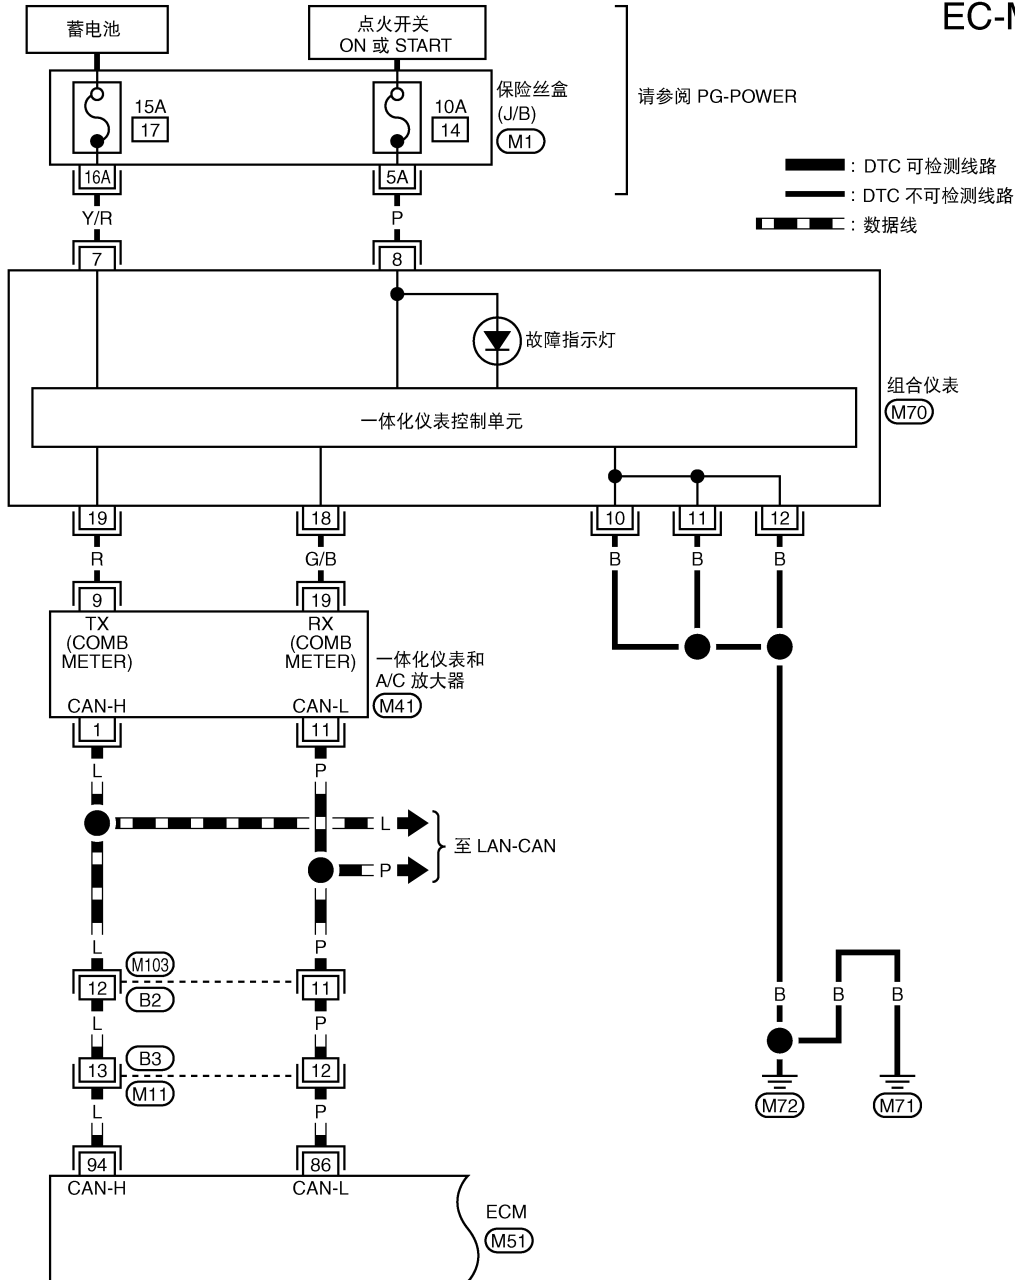 EC-M
蓄电池
点火开关
ON 或 START
15A
17
10A
14
保险丝盒
(J/B)
M1
请参阅 PG-POWER
16A
5A
: DTC 可检测线路
: DTC 不可检测线路
: 数据线
Y/R
P
7
8
故障指示灯
一体化仪表控制单元
组合仪表
M70
19
18
10
11
12
R
G/B
B
B
B
9
19
TX
(COMB
METER)
RX
(COMB
METER)
一体化仪表和
A/C 放大器
M41
CAN-H
CAN-L
1
11
L
P
L
P
至 LAN-CAN
L
P
M103
12
11
B2
L
P
B3
13
12
M11
L
P
B
B
B
M72
M71
94
86
CAN-H
CAN-L
ECM
M51